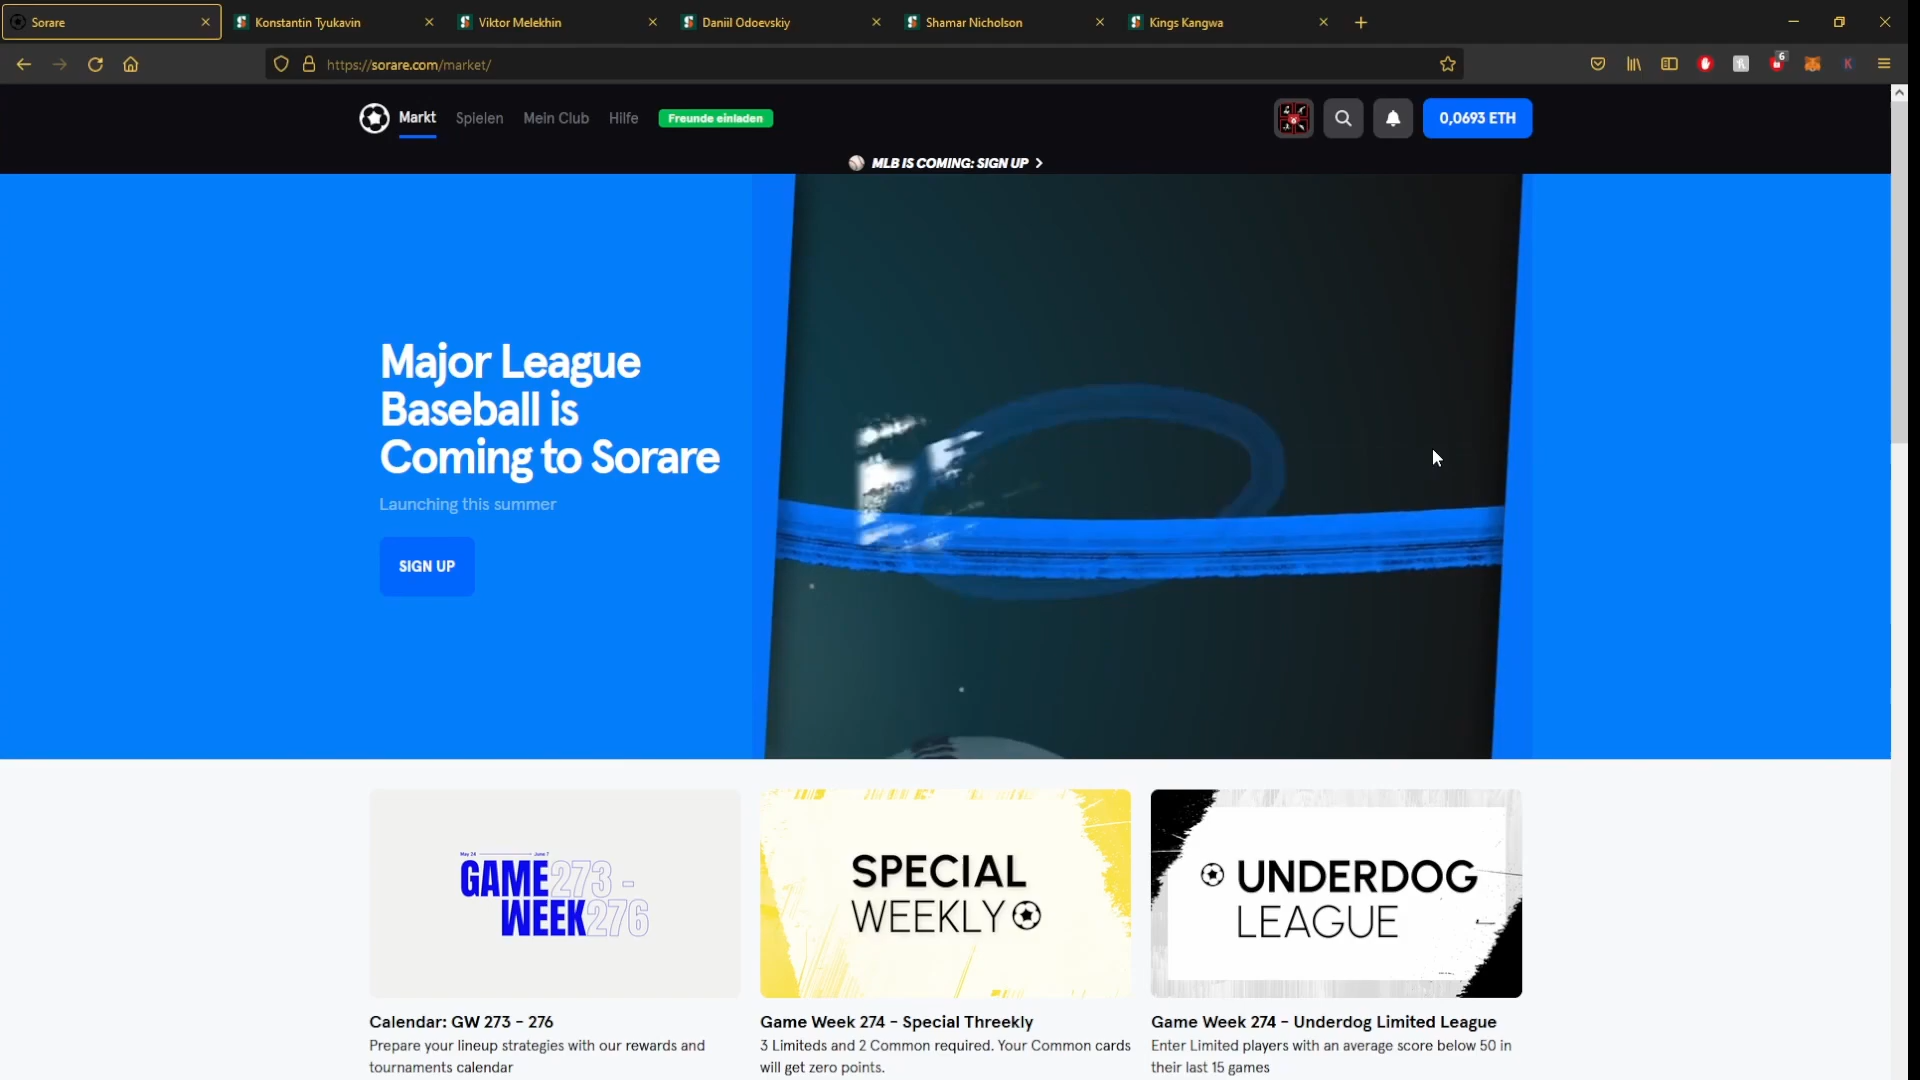 Sorare
Konstantin Tyukavin
Viktor Melekhin
Daniil Odoevskiy
Shamar Nicholson
Kings Kangwa
https://sorare.com/market/
6
K
Markt
Spielen
Mein Club
Hilfe
Freunde einladen
0,0693 ETH
MLB IS COMING: SIGN UP
Major League
Baseball is
Coming to Sorare
Launching this summer
SIGN UP
May 24 June 7
GAME 273 -
WEEK 276
SPECIAL
WEEKLY
UNDERDOG
LEAGUE
Calendar: GW 273 - 276
Prepare your lineup strategies with our rewards and
tournaments calendar
Game Week 274 - Special Threekly
3 Limiteds and 2 Common required. Your Common cards
will get zero points.
Game Week 274 - Underdog Limited League
Enter Limited players with an average score below 50 in
their last 15 games